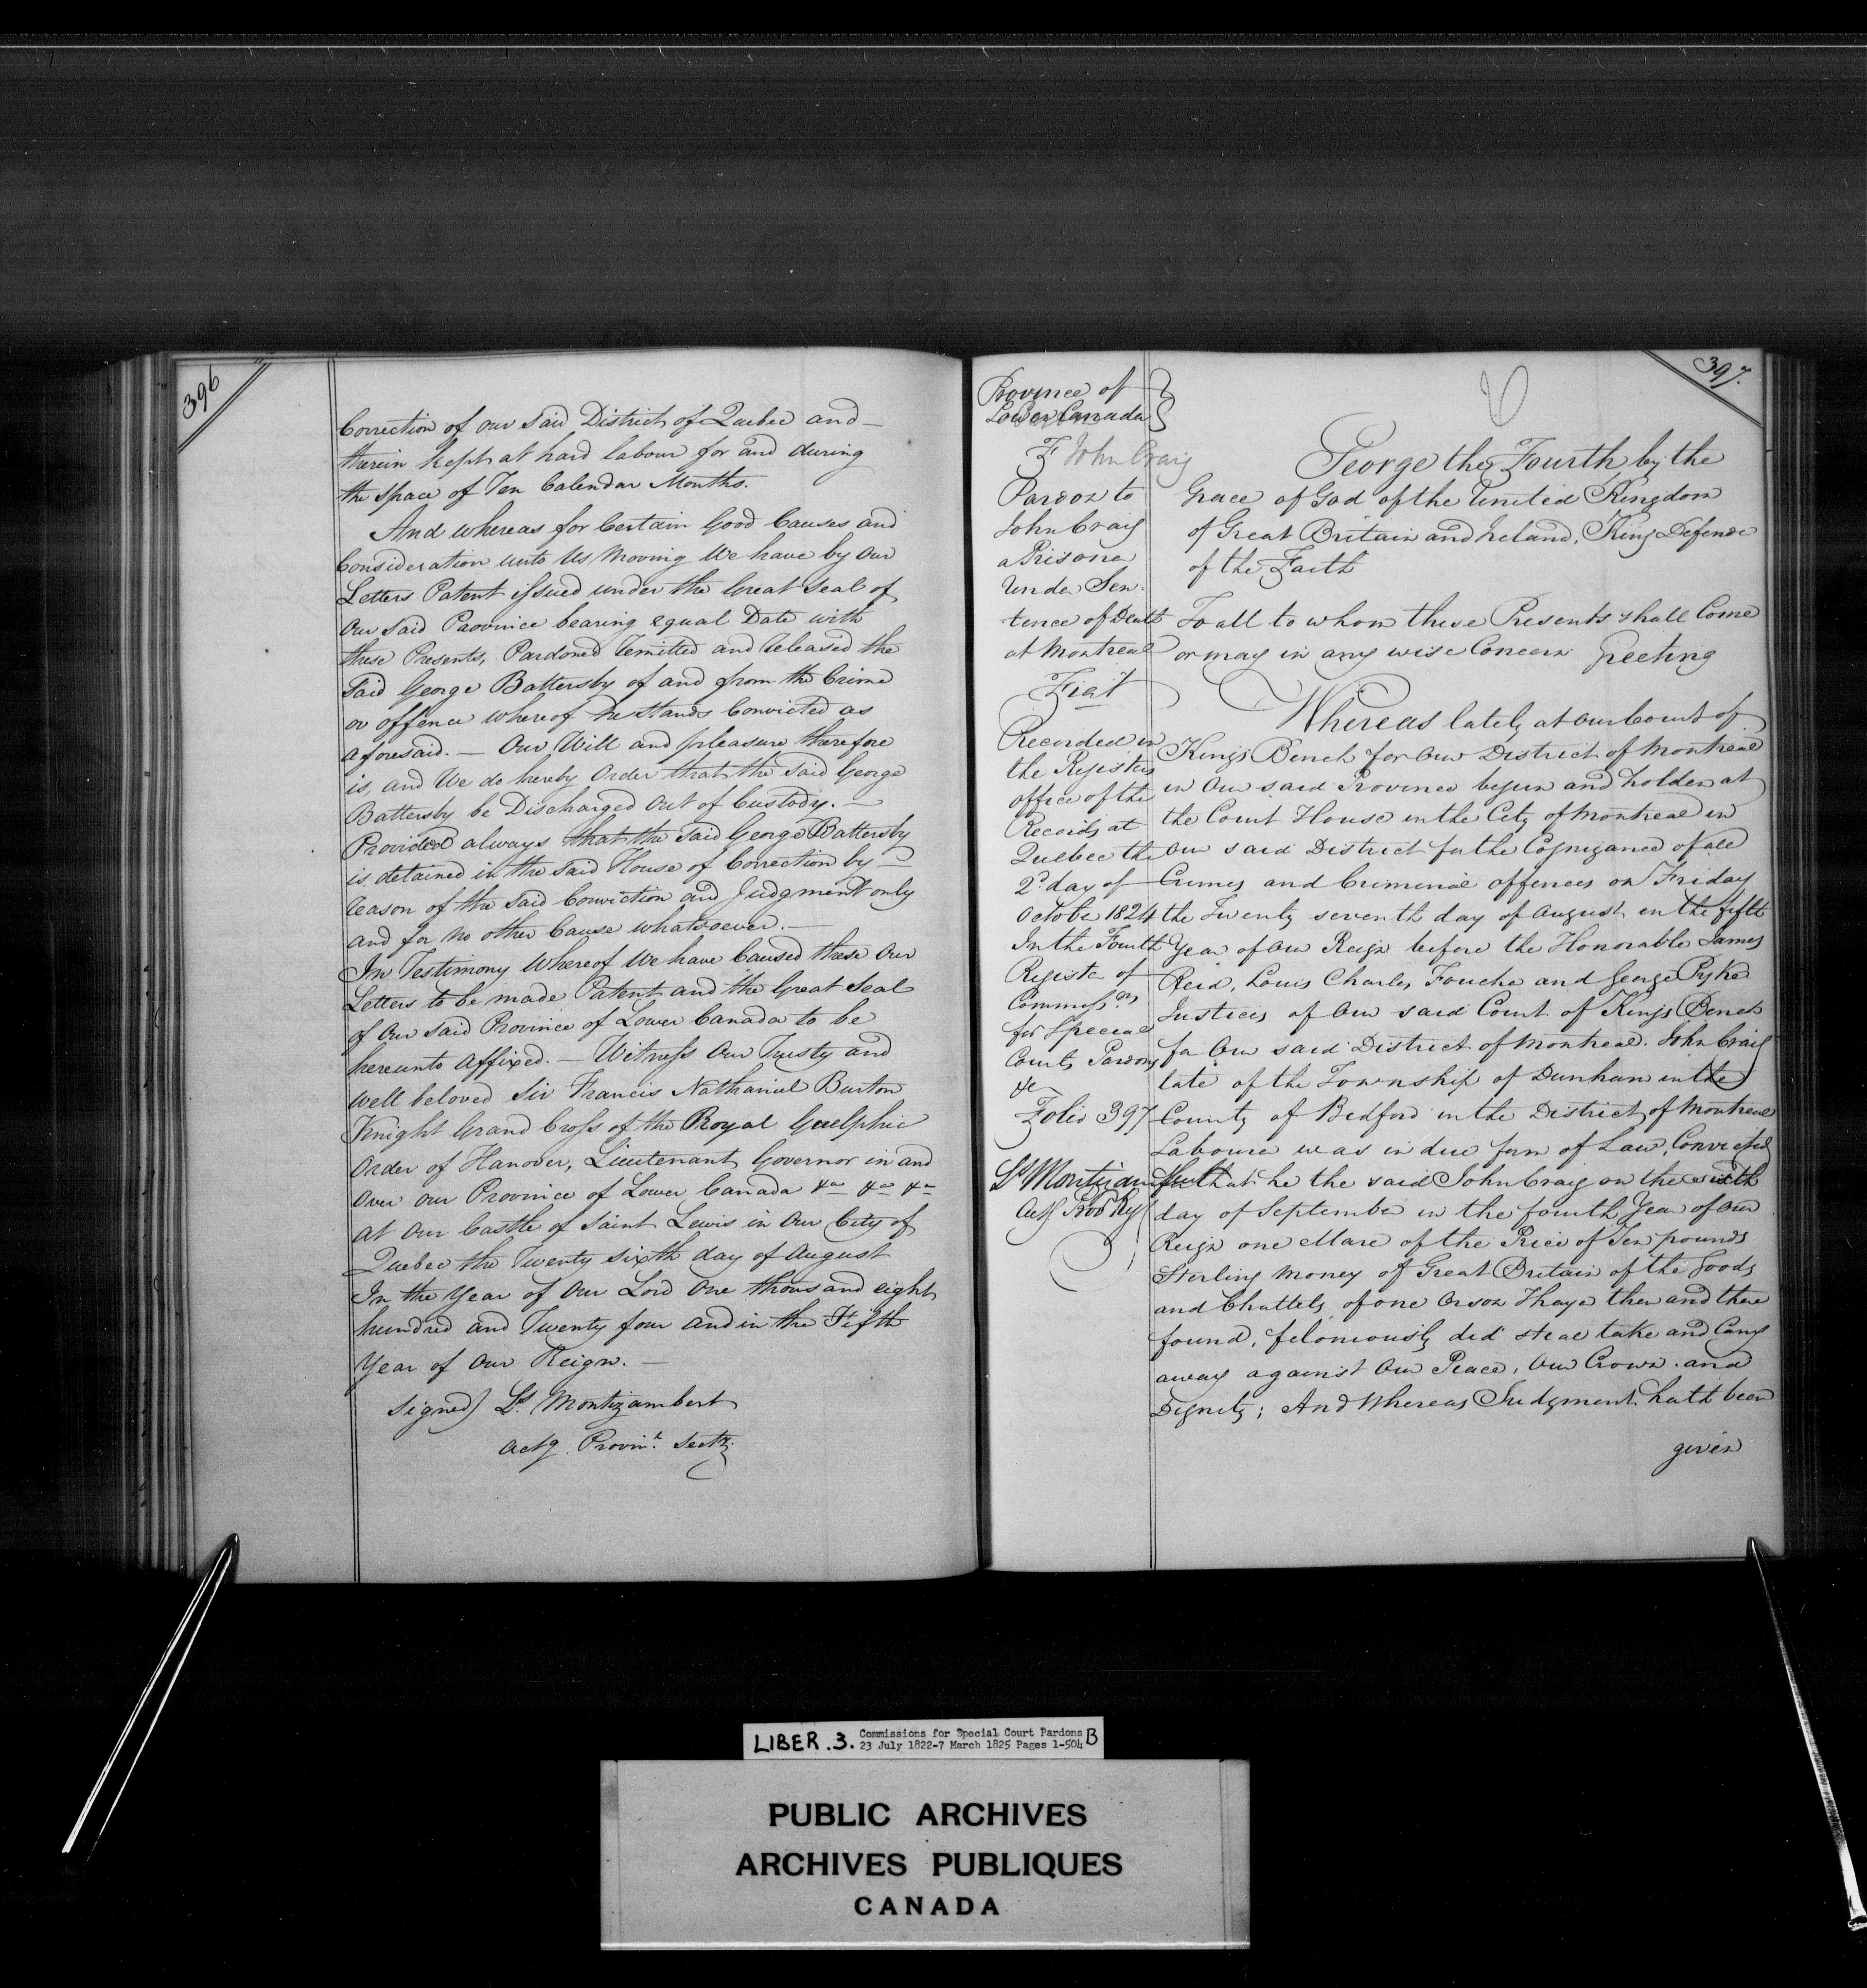 396
Correction of our Said District of Quebec and —
therein kept at hard labour for and during
the space of Ten Calendar Months.
And whereas for Certain Good Causes and
Consideration unto Us Moving We have by Our
Letters Patent issued under the Great Seal of
Our Said Province bearing equal Date with
these Presents, Pardoned Remitted and Released the
Said George Battersby of and from the Crime
or offence whereof he Stands Convicted as
aforesaid. — Our Will and pleasure therefore
is, and We do hereby Order that the Said George
Battersby be Discharged Out of Custody. —
Provided always that the Said George Battersby
is detained in the Said House of Correction by —
reason of the Said Conviction and Judgment only
and for no other Cause whatsoever. —
In Testimony Whereof We have Caused these Our
Letters to be made Patent and the Great Seal
of Our Said Province of Lower Canada to be
hereunto affixed. — Witness Our Trusty and
Well beloved Sir Francis Nathaniel Burton
Knight Grand Cross of the Royal Guelphic
Order of Hanover, Lieutenant Governor in and
Over our Province of Lower Canada &ca &ca &ca
at Our Castle of Saint Lewis in Our City of
Quebec the Twenty sixth day of August
In the Year of Our Lord One thousand eight
hundred and Twenty four and in the Fifth
Year of Our Reign. —
Signed) Ls Montizambert
actg. Provinl. Secty.
397.
Province of
Lower Canada
John Craig
Pardon to
John Craig
a Prisoner
Under Sen-
tence of Death
at Montreal
Fiat
Recorded in
the Registers
office of the
Records at
Quebec the
2d day of
October 1824
In the Fourth
Register of
Commissns
for Special
Courts Pardons
&c
Folio 397
Ls Montizambert
George the Fourth, by the
Grace of God of the United Kingdom
of Great Britain and Ireland, King Defender
of the Faith
To all to whom these Presents shall Come
or may in any wise Concern Greeting
Whereas lately at Our Court of
Kings Bench for Our District of Montreal
in Our said Province begun and holden at
the Court House in the City of Montreal in
Our said District for the Cognizance of all
Crimes and Criminal offences on Friday
the Twenty seventh day of August in the fifth
Year of Our Reign before the Honorable James
Reid, Louis Charles Foucher and George Pyke
Justices of Our said Court of Kings Bench
for Our said District of Montreal. John Craig
late of the Township of Dunham in the
County of Bedford in the District of Montreal
Labourer was in due form of Law, Convicted
for that he the said John Craig on the sixth
day of September in the fourth Year of Our
Reign one Mare of the Price of Ten pounds
Sterling Money of Great Britain of the Goods
and Chattels of one Orson Thayer then and there
found, feloniously did steal take and Carry
away against Our Peace, Our Crown and
Dignity; And Whereas Judgment hath been
given
LIBER .3. Commissions for Special Court Pardons B
23 July 1822-7 March 1825 Pages 1-504
PUBLIC ARCHIVES
ARCHIVES PUBLIQUES
CANADA